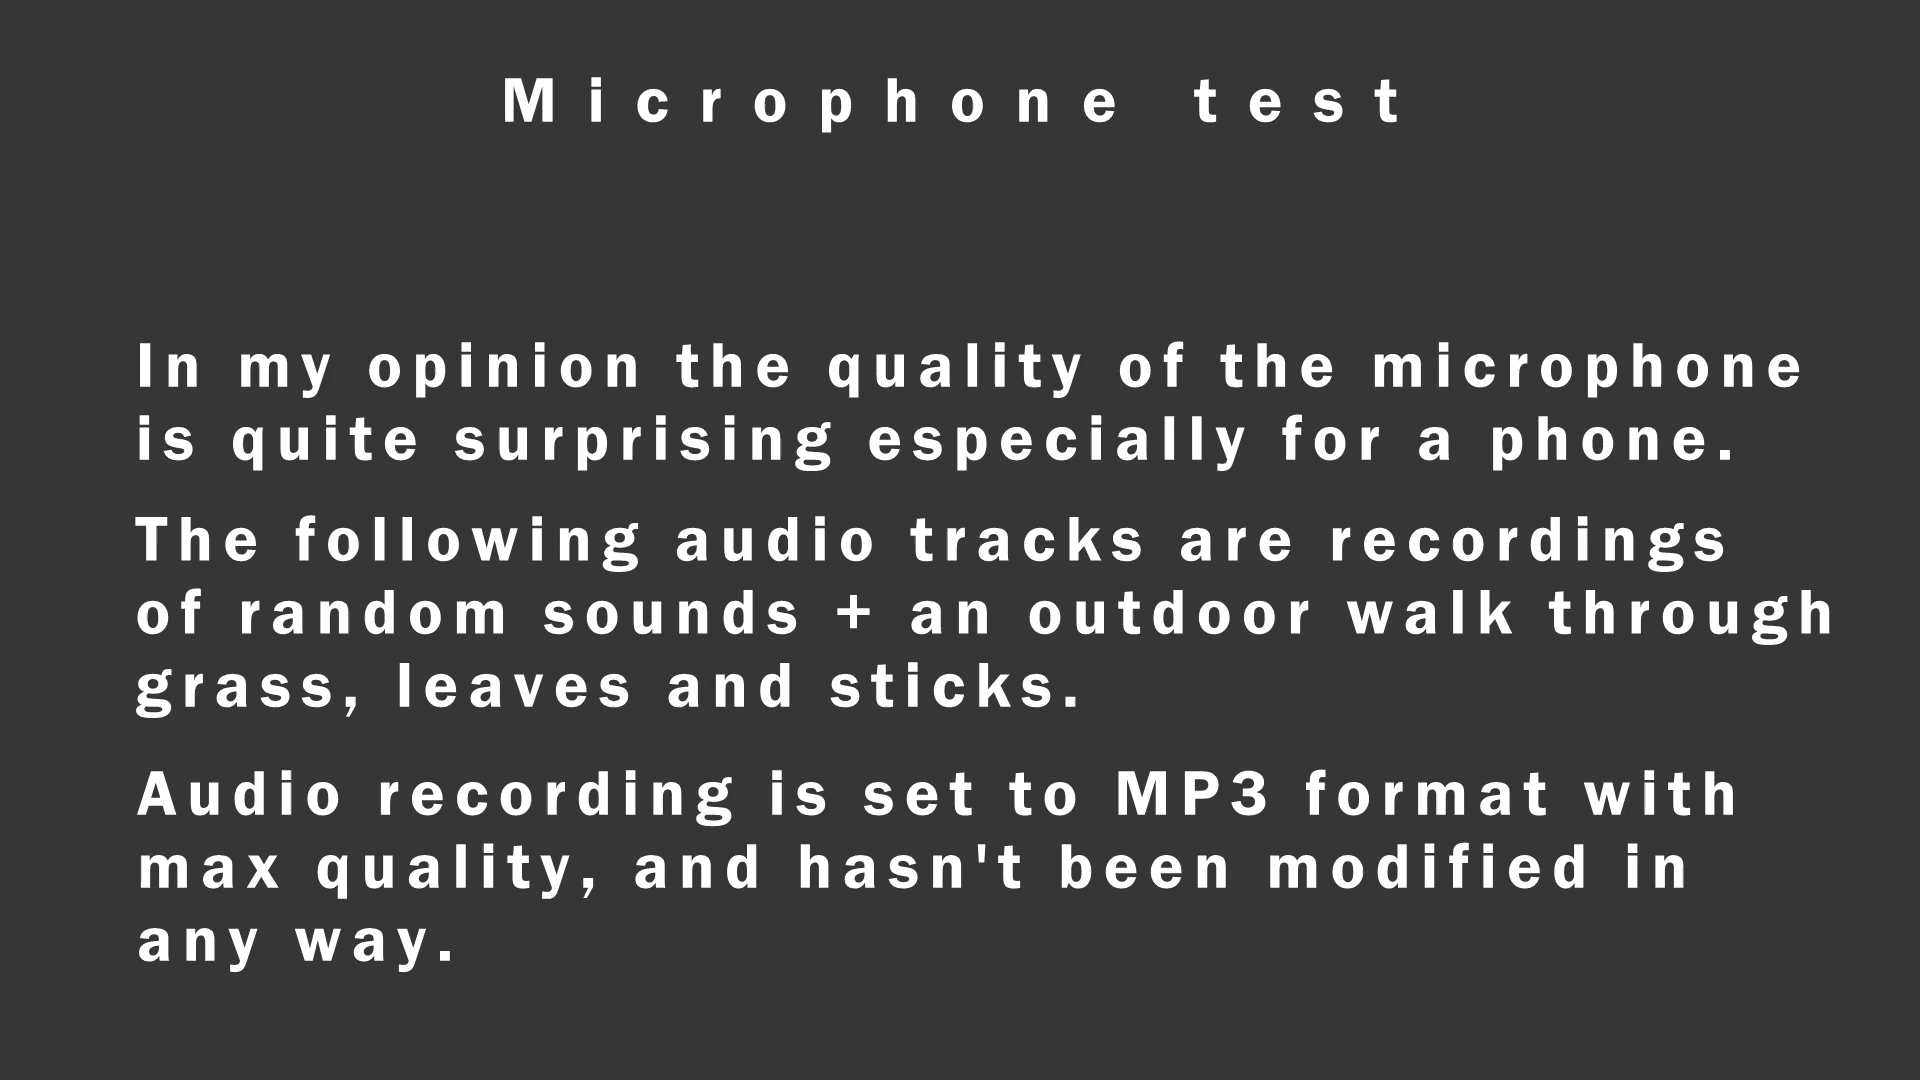 Microphone test
In my opinion the quality of the microphone
is quite surprising especially for a phone.
The following audio tracks are recordings
of random sounds + an outdoor walk through
grass, leaves and sticks.
Audio recording is set to MP3 format with
max quality, and hasn't been modified in
any way.